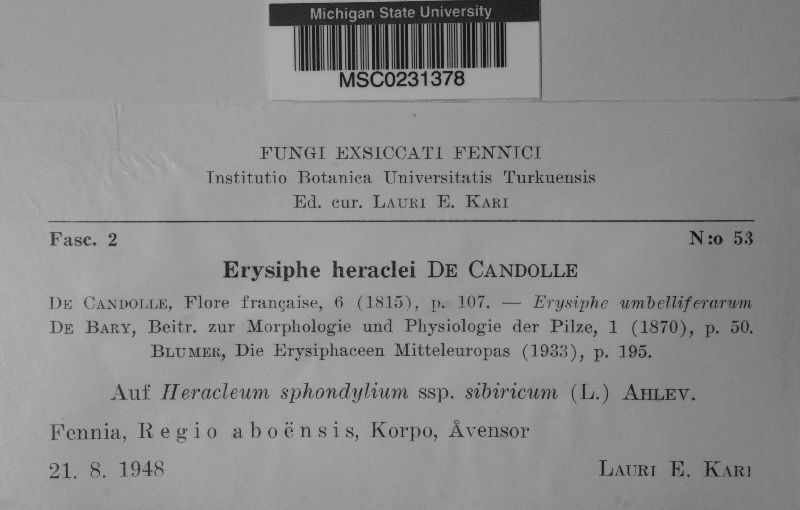 Michigan State University
MSC0231378
FUNGI EXSICCATI FENNICI
Institutio Botanica Universitatis Turkuensis
Ed. cur. LAURI E. KARI
Fasc. 2 N:o 53
Erysiphe heraclei DE CANDOLLE
DE CANDOLLE, Flore française, 6 (1815), p. 107. — Erysiphe umbelliferarum
DE BARY, Beitr. zur Morphologie und Physiologie der Pilze, 1 (1870), p. 50.
BLUMER, Die Erysiphaceen Mitteleuropas (1933), p. 195.
Auf Heracleum sphondylium ssp. sibiricum (L.) AHLEV.
Fennia, Regio aboënsis, Korpo, Åvensor
21. 8. 1948 LAURI E. KARI